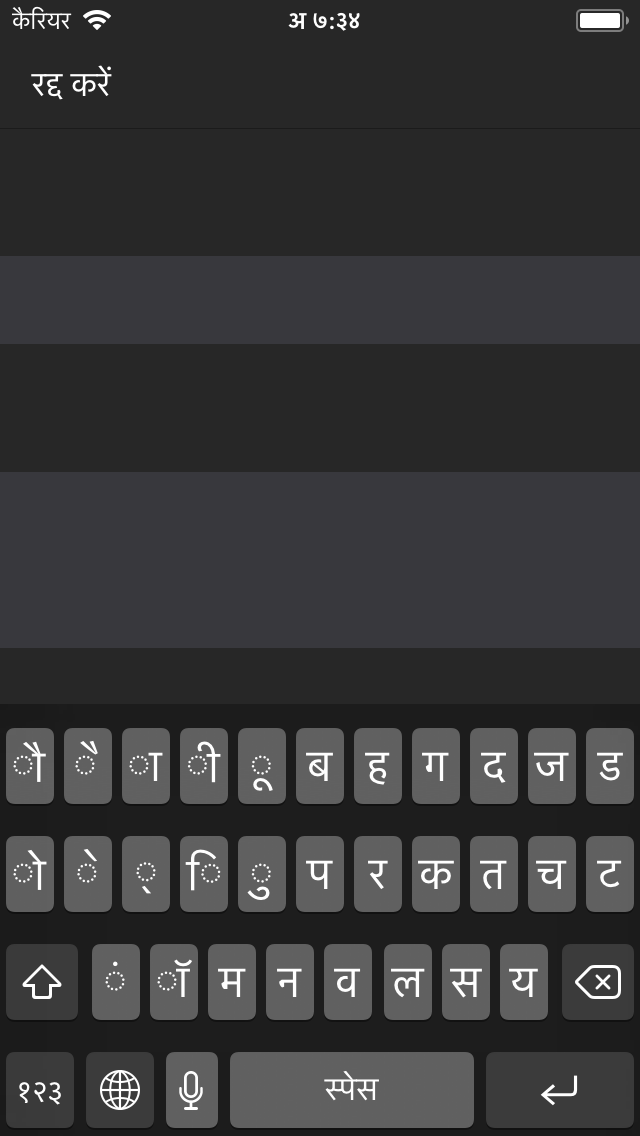 कैरियर अ ७:३४
रद्द करें
ौ ै ा ी ू ब ह ग द ज ड
ो े ् ि ु प र क त च ट
ं ॉ म न व ल स य
१२३ स्पेस